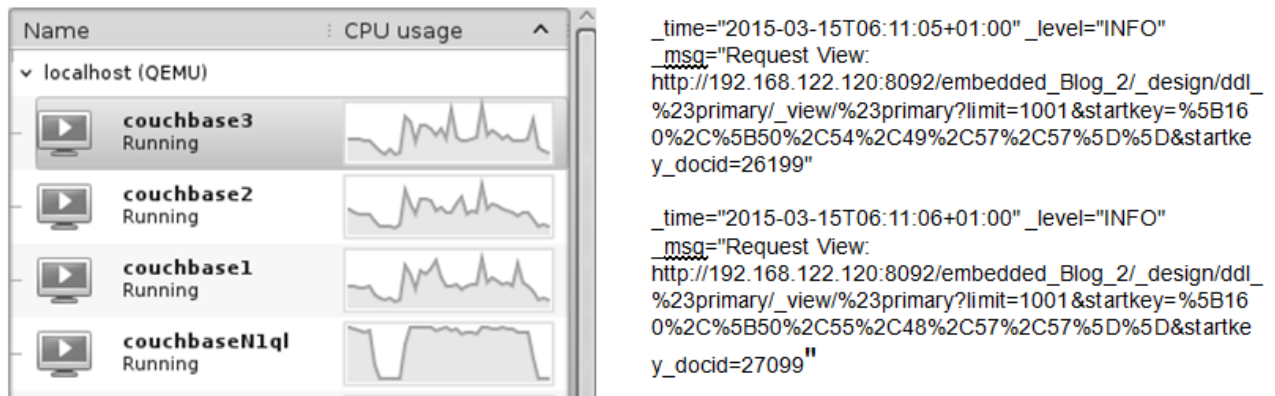 Name
CPU usage
localhost (QEMU)
couchbase3
Running
couchbase2
Running
couchbase1
Running
couchbaseN1ql
Running
_time="2015-03-15T06:11:05+01:00" _level="INFO"
_msg="Request View:
http://192.168.122.120:8092/embedded_Blog_2/_design/ddl_
%23primary/_view/%23primary?limit=1001&startkey=%5B16
0%2C%5B50%2C54%2C49%2C57%2C57%5D%5D&startke
y_docid=26199"
_time="2015-03-15T06:11:06+01:00" _level="INFO"
_msg="Request View:
http://192.168.122.120:8092/embedded_Blog_2/_design/ddl_
%23primary/_view/%23primary?limit=1001&startkey=%5B16
0%2C%5B50%2C55%2C48%2C57%2C57%5D%5D&startke
y_docid=27099"